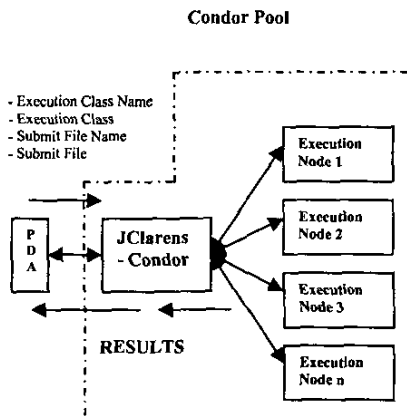 Condor Pool
- Execution Class Name
- Execution Class
- Submit File Name
- Submit File
Execution
Node 1
P
D
A
JClarens
- Condor
Execution
Node 2
Execution
Node 3
RESULTS
Execution
Node n